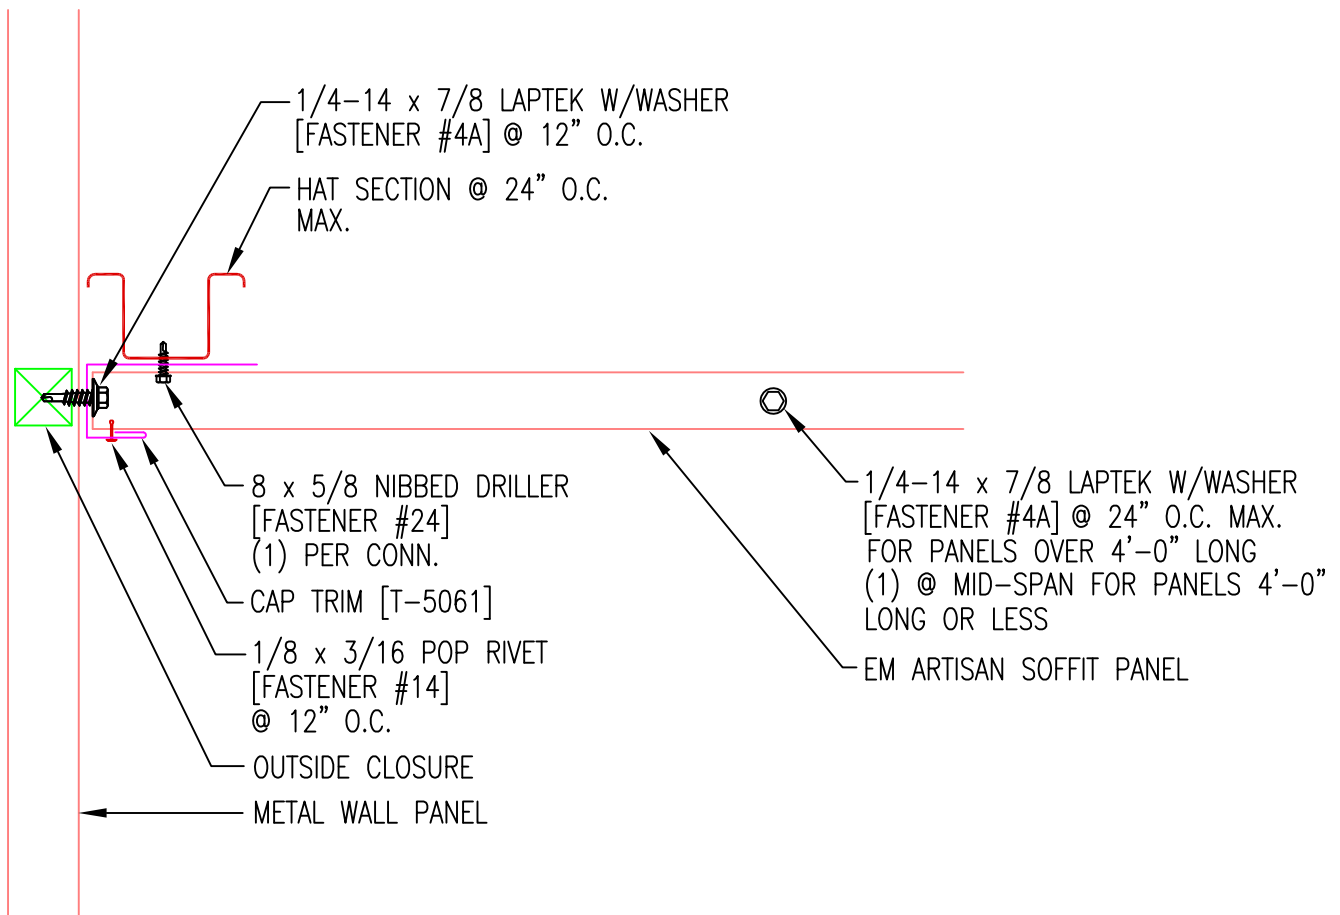 1/4-14 x 7/8 LAPTEK W/WASHER
[FASTENER #4A] @ 12" O.C.
HAT SECTION @ 24" O.C.
MAX.
8 x 5/8 NIBBED DRILLER
[FASTENER #24]
(1) PER CONN.
CAP TRIM [T-5061]
1/8 x 3/16 POP RIVET
[FASTENER #14]
@ 12" O.C.
OUTSIDE CLOSURE
METAL WALL PANEL
1/4-14 x 7/8 LAPTEK W/WASHER
[FASTENER #4A] @ 24" O.C. MAX.
FOR PANELS OVER 4'-0" LONG
(1) @ MID-SPAN FOR PANELS 4'-0"
LONG OR LESS
EM ARTISAN SOFFIT PANEL